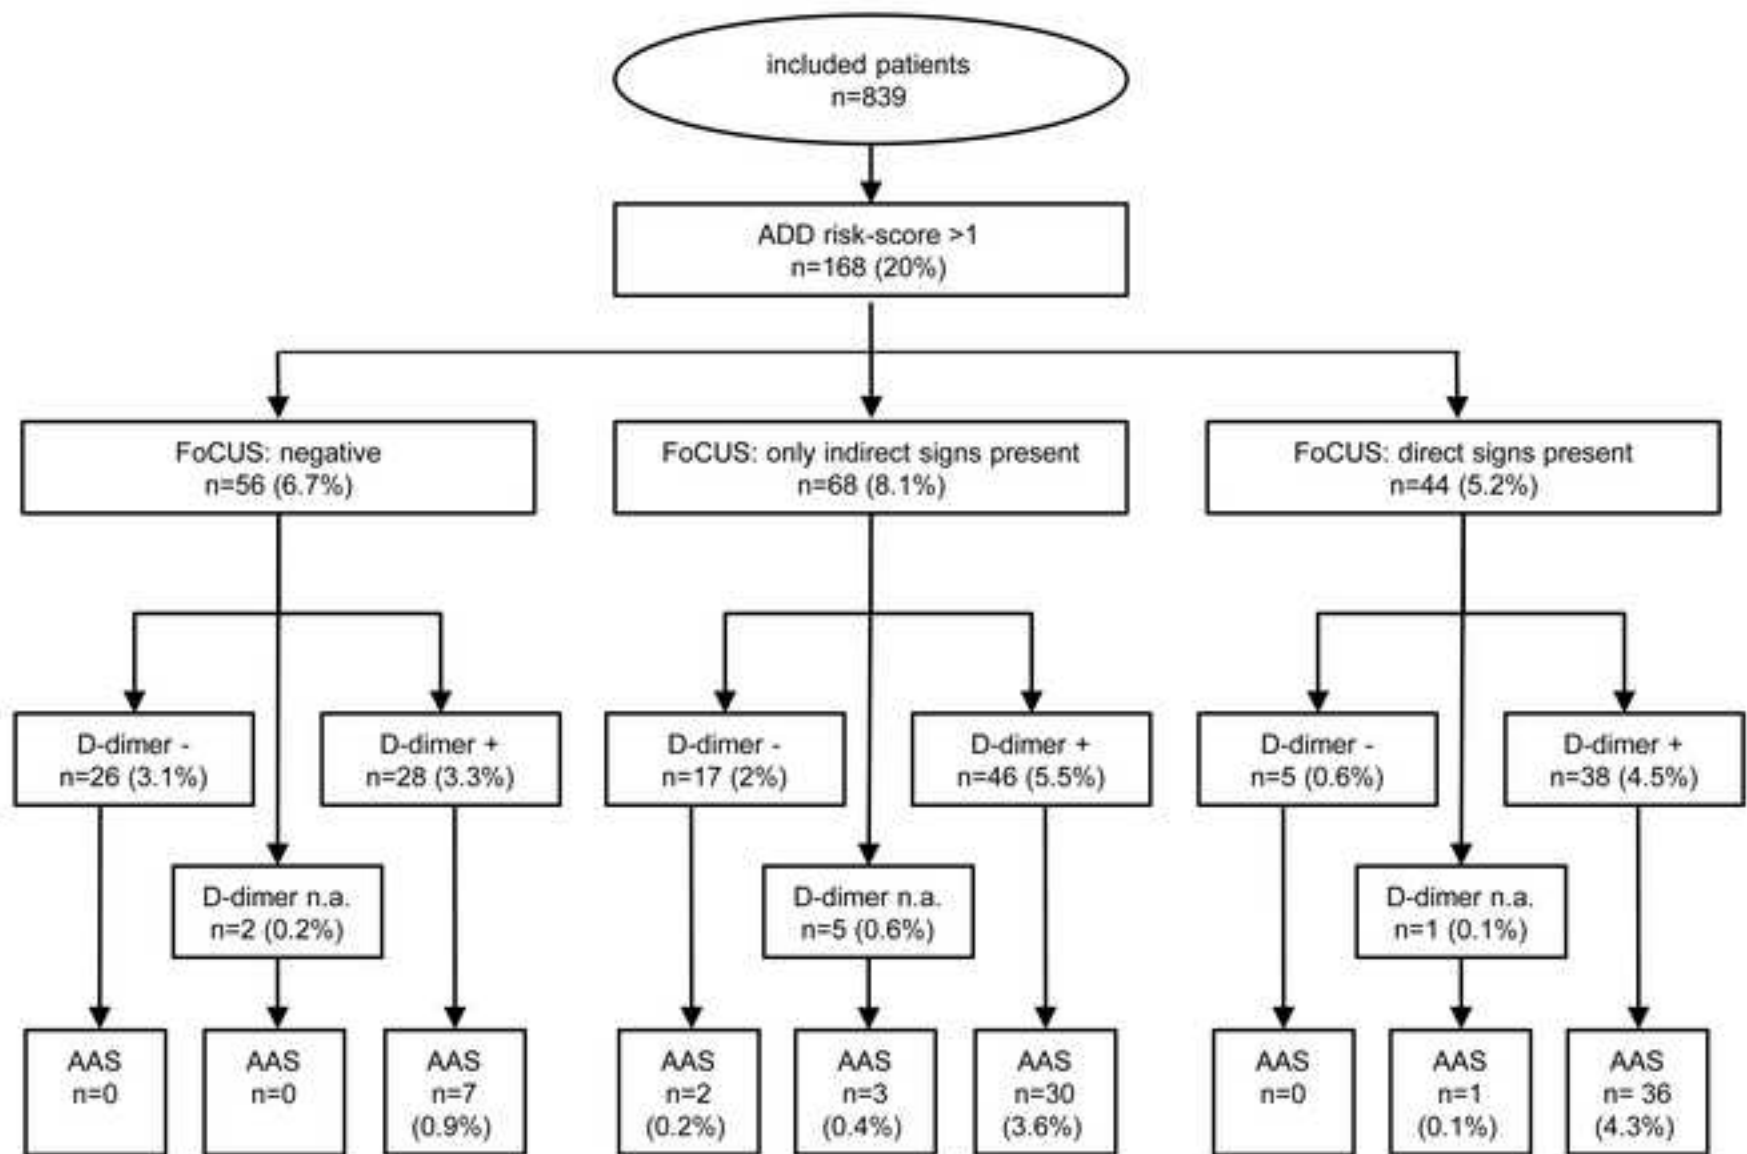 included patients
n=839
ADD risk-score >1
n=168 (20%)
FoCUS: negative
n=56 (6.7%)
FoCUS: only indirect signs present
n=68 (8.1%)
FoCUS: direct signs present
n=44 (5.2%)
D-dimer -
n=26 (3.1%)
D-dimer +
n=28 (3.3%)
D-dimer -
n=17 (2%)
D-dimer +
n=46 (5.5%)
D-dimer -
n=5 (0.6%)
D-dimer +
n=38 (4.5%)
D-dimer n.a.
n=2 (0.2%)
D-dimer n.a.
n=5 (0.6%)
D-dimer n.a.
n=1 (0.1%)
AAS
n=0
AAS
n=0
AAS
n=7
(0.9%)
AAS
n=2
(0.2%)
AAS
n=3
(0.4%)
AAS
n=30
(3.6%)
AAS
n=0
AAS
n=1
(0.1%)
AAS
n= 36
(4.3%)